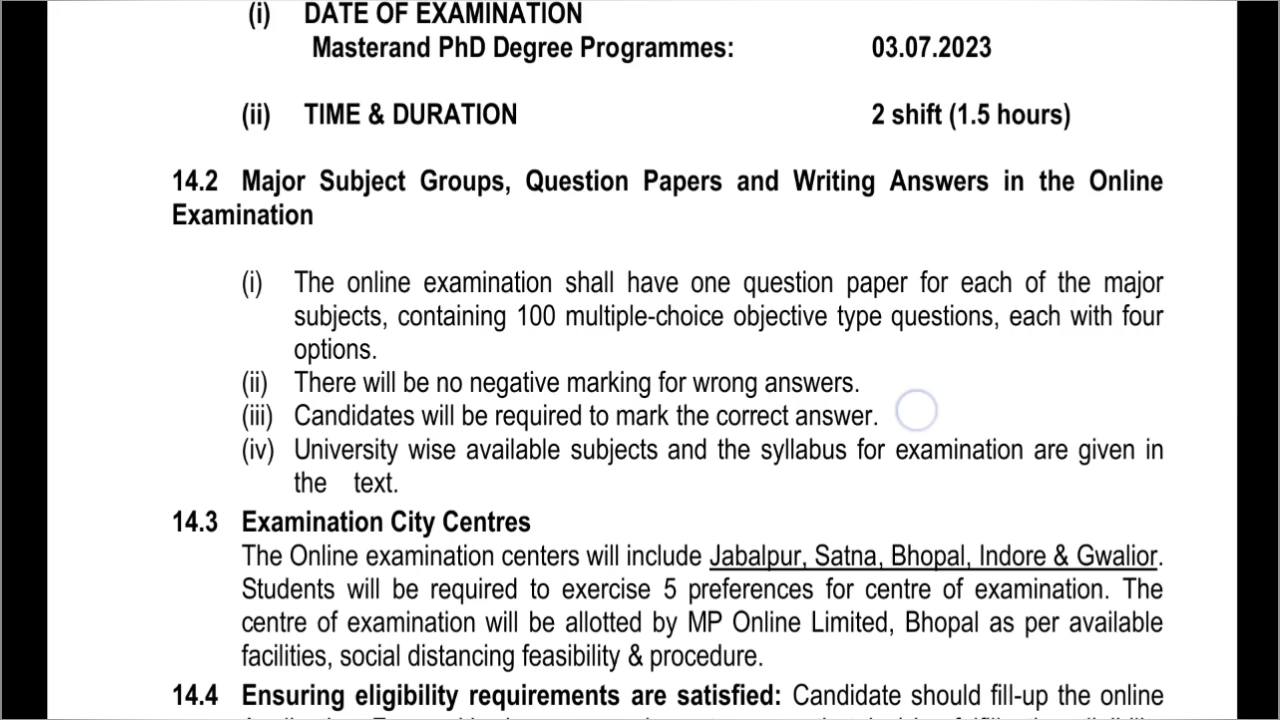 (i) DATE OF EXAMINATION
Masterand PhD Degree Programmes: 03.07.2023
(ii) TIME & DURATION 2 shift (1.5 hours)
14.2 Major Subject Groups, Question Papers and Writing Answers in the Online
Examination
(i) The online examination shall have one question paper for each of the major
subjects, containing 100 multiple-choice objective type questions, each with four
options.
(ii) There will be no negative marking for wrong answers.
(iii) Candidates will be required to mark the correct answer.
(iv) University wise available subjects and the syllabus for examination are given in
the text.
14.3 Examination City Centres
The Online examination centers will include Jabalpur, Satna, Bhopal, Indore & Gwalior.
Students will be required to exercise 5 preferences for centre of examination. The
centre of examination will be allotted by MP Online Limited, Bhopal as per available
facilities, social distancing feasibility & procedure.
14.4 Ensuring eligibility requirements are satisfied: Candidate should fill-up the online